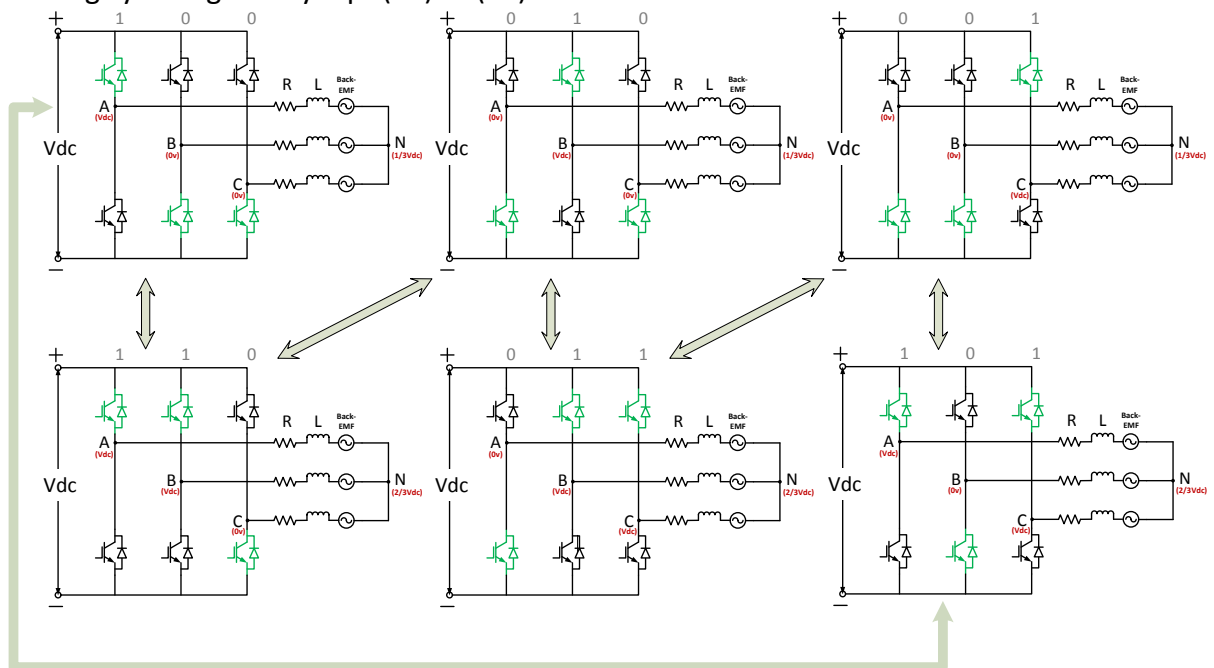 1 0 0
+
R L Back-EMF
A
(Vdc)
Vdc
B
(0v)
N
(1/3Vdc)
C
(0v)
—
0 1 0
+
R L Back-EMF
A
(0v)
Vdc
B
(Vdc)
N
(1/3Vdc)
C
(0v)
—
0 0 1
+
R L Back-EMF
A
(0v)
Vdc
B
(0v)
N
(1/3Vdc)
C
(Vdc)
—
1 1 0
+
R L Back-EMF
A
(Vdc)
Vdc
B
(Vdc)
N
(2/3Vdc)
C
(0v)
—
0 1 1
+
R L Back-EMF
A
(0v)
Vdc
B
(Vdc)
N
(2/3Vdc)
C
(Vdc)
—
1 0 1
+
R L Back-EMF
A
(Vdc)
Vdc
B
(0v)
N
(2/3Vdc)
C
(Vdc)
—